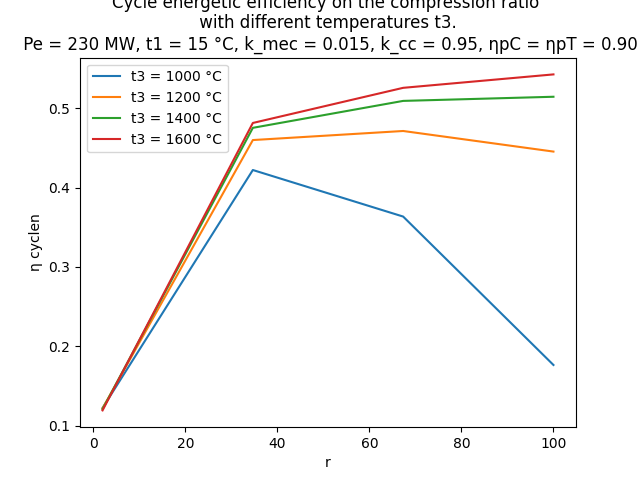 Cycle energetic efficiency on the compression ratio
with different temperatures t3.
Pe = 230 MW, t1 = 15 °C, k_mec = 0.015, k_cc = 0.95, ηpC = ηpT = 0.90
t3 = 1000 °C
t3 = 1200 °C
t3 = 1400 °C
t3 = 1600 °C
0.5
0.4
0.3
0.2
0.1
η cyclen
0 20 40 60 80 100
r